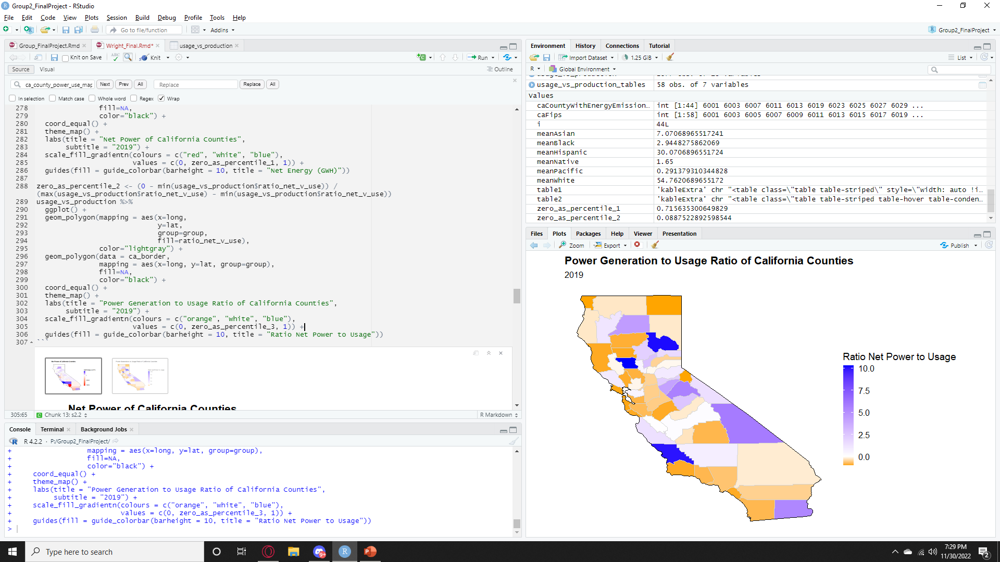 Group2_FinalProject - RStudio
File Edit Code View Plots Session Build Debug Profile Tools Help
Go to file/function
Addins
Group2_FinalProject
Group_FinalProject.Rmd
Wright_Final.Rmd*
usage_vs_production
Knit on Save
ABC
Knit
Run
Source
Visual
Outline
ca_county_power_use_map
Next
Prev
All
Replace
Replace
All
In selection
Match case
Whole word
Regex
Wrap
278 fill=NA,
279 color="black") +
280 coord_equal() +
281 theme_map() +
282 labs(title = "Net Power of California Counties",
283 subtitle = "2019") +
284 scale_fill_gradientn(colours = c("red", "white", "blue"),
285 values = c(0, zero_as_percentile_1, 1)) +
286 guides(fill = guide_colorbar(barheight = 10, title = "Net Energy (GWH)"))
287
288 zero_as_percentile_2 <- (0 - min(usage_vs_production$ratio_net_v_use)) /
(max(usage_vs_production$ratio_net_v_use) - min(usage_vs_production$ratio_net_v_use))
289 usage_vs_production %>%
290 ggplot() +
291 geom_polygon(mapping = aes(x=long,
292 y=lat,
293 group=group,
294 fill=ratio_net_v_use),
295 color="lightgray") +
296 geom_polygon(data = ca_border,
297 mapping = aes(x=long, y=lat, group=group),
298 fill=NA,
299 color="black") +
300 coord_equal() +
301 theme_map() +
302 labs(title = "Power Generation to Usage Ratio of California Counties",
303 subtitle = "2019") +
304 scale_fill_gradientn(colours = c("orange", "white", "blue"),
305 values = c(0, zero_as_percentile_3, 1)) +
306 guides(fill = guide_colorbar(barheight = 10, title = "Ratio Net Power to Usage"))
307 ```
Net Power of California Counties
305:65
Chunk 13: s2.2
R Markdown
Console
Terminal
Background Jobs
R 4.2.2 · P:/Group2_FinalProject/
+ mapping = aes(x=long, y=lat, group=group),
+ fill=NA,
+ color="black") +
+ coord_equal() +
+ theme_map() +
+ labs(title = "Power Generation to Usage Ratio of California Counties",
+ subtitle = "2019") +
+ scale_fill_gradientn(colours = c("orange", "white", "blue"),
+ values = c(0, zero_as_percentile_3, 1)) +
+ guides(fill = guide_colorbar(barheight = 10, title = "Ratio Net Power to Usage"))
>
Environment
History
Connections
Tutorial
Import Dataset
1.25 GiB
List
R
Global Environment
usage_vs_production_tables 58 obs. of 7 variables
Values
caCountyWithEnergyEmission... int [1:44] 6001 6003 6007 6011 6013 6019 6023 6025 6027 6029 ...
caFips int [1:58] 6001 6003 6005 6007 6009 6011 6013 6015 6017 6019 ...
i 44L
meanAsian 7.07068965517241
meanBlack 2.9448275862069
meanHispanic 30.0706896551724
meanNative 1.65
meanPacific 0.291379310344828
meanWhite 54.7620689655172
table1 'kableExtra' chr "<table class=\"table table-striped\" style=\"width: auto !i...
table2 'kableExtra' chr "<table class=\"table table-striped table-hover table-conden...
zero_as_percentile_1 0.715635300649829
zero_as_percentile_2 0.0887522892598544
Files
Plots
Packages
Help
Viewer
Presentation
Zoom
Export
Publish
Power Generation to Usage Ratio of California Counties
2019
Ratio Net Power to Usage
10.0
7.5
5.0
2.5
0.0
Type here to search
9+
7:29 PM
11/30/2022
2